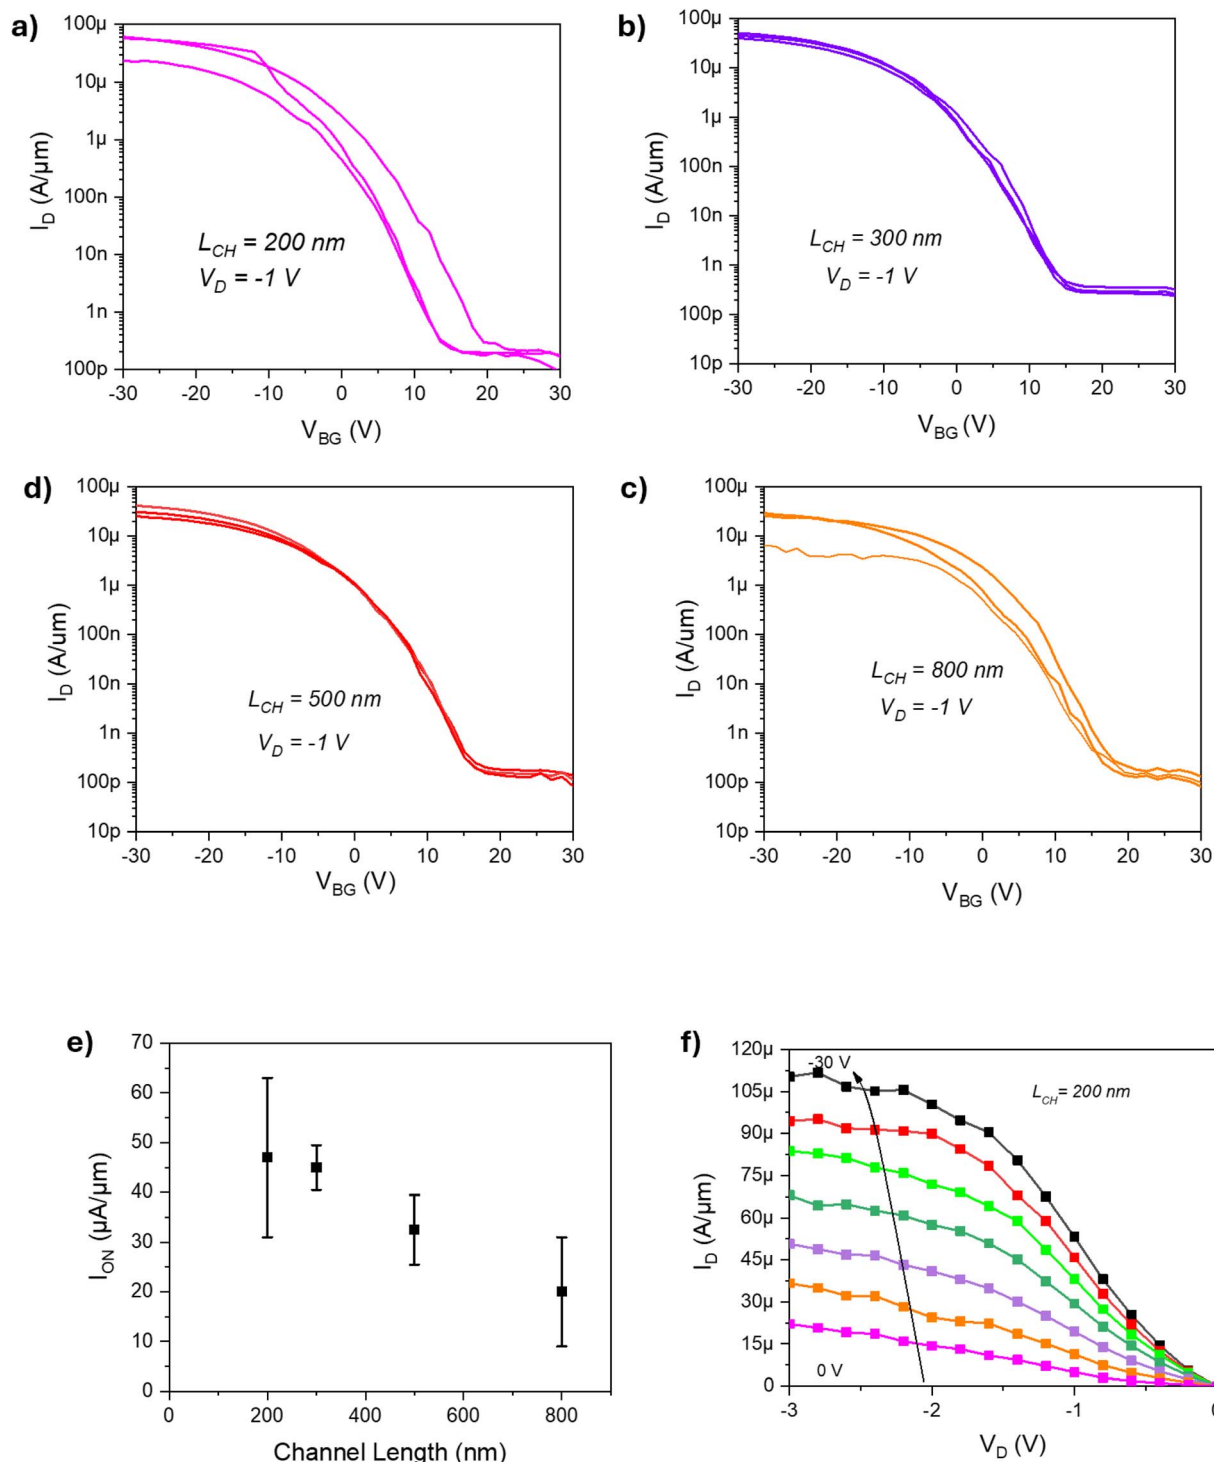 a)
100µ
10µ
1µ
100n
10n
1n
100p
I_D (A/µm)
L_CH = 200 nm
V_D = -1 V
-30 -20 -10 0 10 20 30
V_BG (V)
b)
100µ
10µ
1µ
100n
10n
1n
100p
10p
I_D (A/um)
L_CH = 300 nm
V_D = -1 V
-30 -20 -10 0 10 20 30
V_BG (V)
d)
100µ
10µ
1µ
100n
10n
1n
100p
10p
I_D (A/um)
L_CH = 500 nm
V_D = -1 V
-30 -20 -10 0 10 20 30
V_BG (V)
c)
100µ
10µ
1µ
100n
10n
1n
100p
10p
I_D (A/um)
L_CH = 800 nm
V_D = -1 V
-30 -20 -10 0 10 20 30
V_BG (V)
e)
70
60
50
40
30
20
10
0
I_ON (µA/µm)
0 200 400 600 800
Channel Length (nm)
f)
120µ
105µ
90µ
75µ
60µ
45µ
30µ
15µ
0
I_D (A/µm)
-30 V
L_CH = 200 nm
0 V
-3 -2 -1 0
V_D (V)